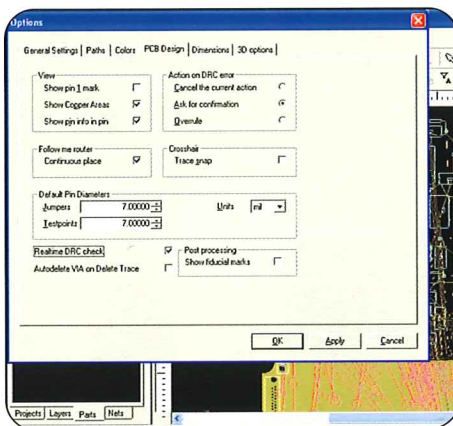 Options
General Settings Paths Colors PCB Design Dimensions 3D options
View
Show pin 1 mark
Show Copper Areas
Show pin info in pin
Action on DRC error
Cancel the current action
Ask for confirmation
Overrule
Follow me router
Continuous place
Crosshair
Trace snap
Default Pin Diameters
Jumpers 7.00000
Units mil
Testpoints 7.00000
Realtime DRC check
Autodelete VIA on Delete Trace
Post processing
Show fiducial marks
OK Apply Cancel
Projects Layers Parts Nets